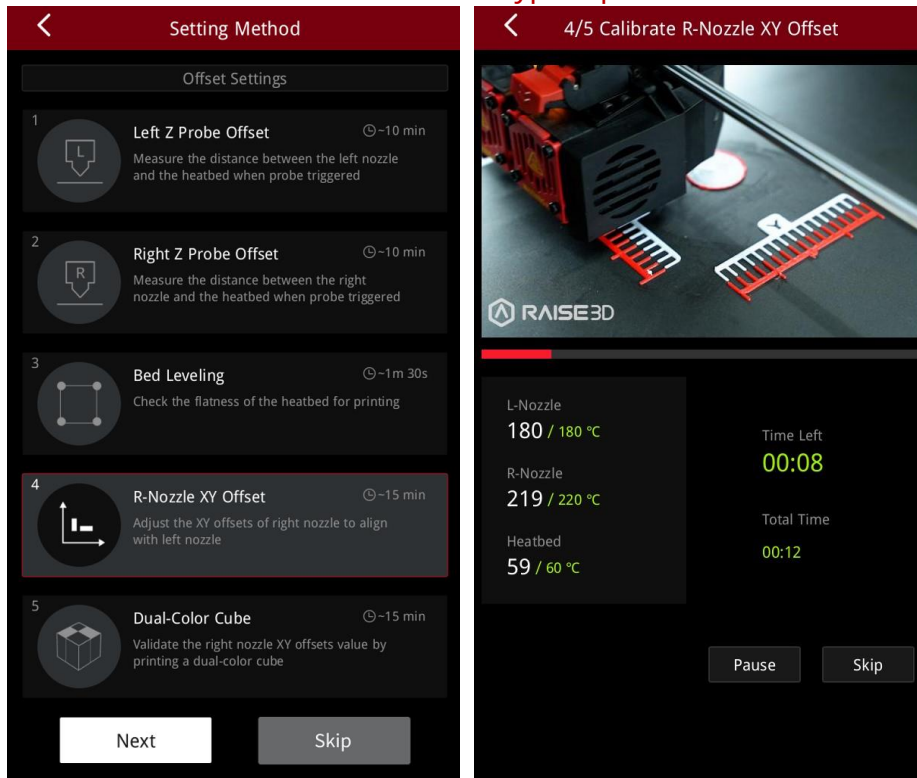 Setting Method
Offset Settings
1
Left Z Probe Offset
~10 min
Measure the distance between the left nozzle
and the heatbed when probe triggered
L
2
Right Z Probe Offset
~10 min
Measure the distance between the right
nozzle and the heatbed when probe triggered
R
3
Bed Leveling
~1m 30s
Check the flatness of the heatbed for printing
4
R-Nozzle XY Offset
~15 min
Adjust the XY offsets of right nozzle to align
with left nozzle
5
Dual-Color Cube
~15 min
Validate the right nozzle XY offsets value by
printing a dual-color cube
Next
Skip
4/5 Calibrate R-Nozzle XY Offset
Y
RAISE3D
L-Nozzle
180 / 180 ℃
R-Nozzle
219 / 220 ℃
Heatbed
59 / 60 ℃
Time Left
00:08
Total Time
00:12
Pause
Skip